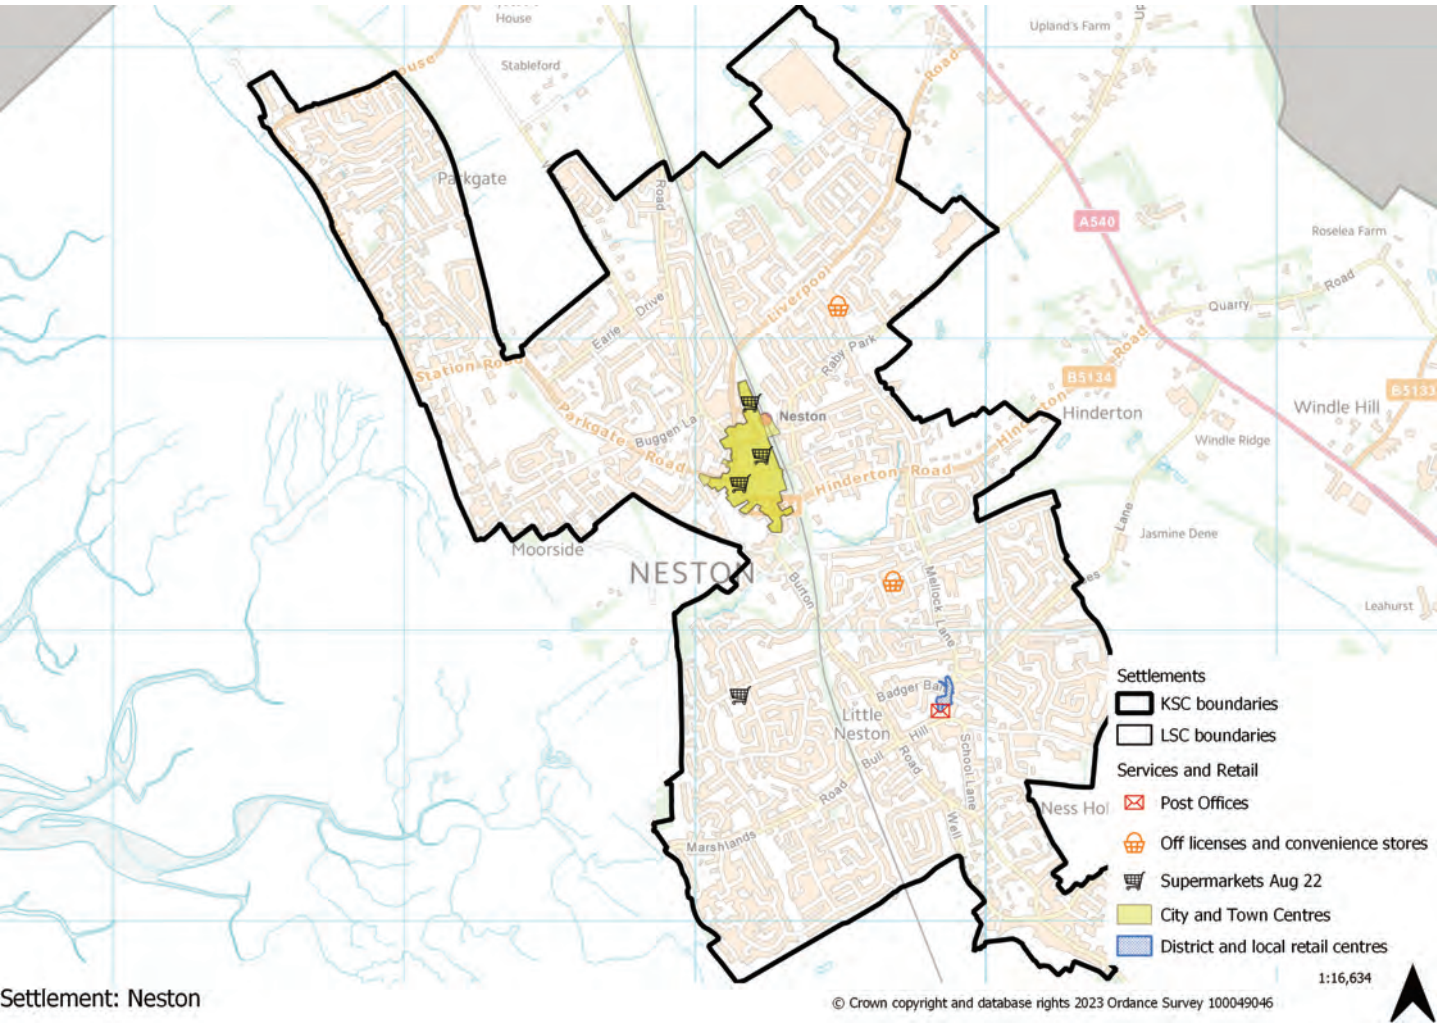 House
Upland's Farm
Stableford
Road
Parkgate
Road
A540
Roselea Farm
Road
Quarry
Liverpool
Earle Drive
Raby Park
Road
Station Road
B5134
B5133
Hinderton
Windle Hill
Parkgate
Neston
Buggen La
Windle Ridge
Road
Hinderton Road
Hinderton
Lane
Jasmine Dene
Moorside
NESTON
Burton
Mellock Lane
Leahurst
Settlements
KSC boundaries
LSC boundaries
Badger Ba
Little
Neston
Bull Hill
Road
School Lane
Services and Retail
Post Offices
Road
Ness Hol
Well
Marshlands
Off licenses and convenience stores
Supermarkets Aug 22
City and Town Centres
District and local retail centres
1:16,634
Settlement: Neston
© Crown copyright and database rights 2023 Ordance Survey 100049046